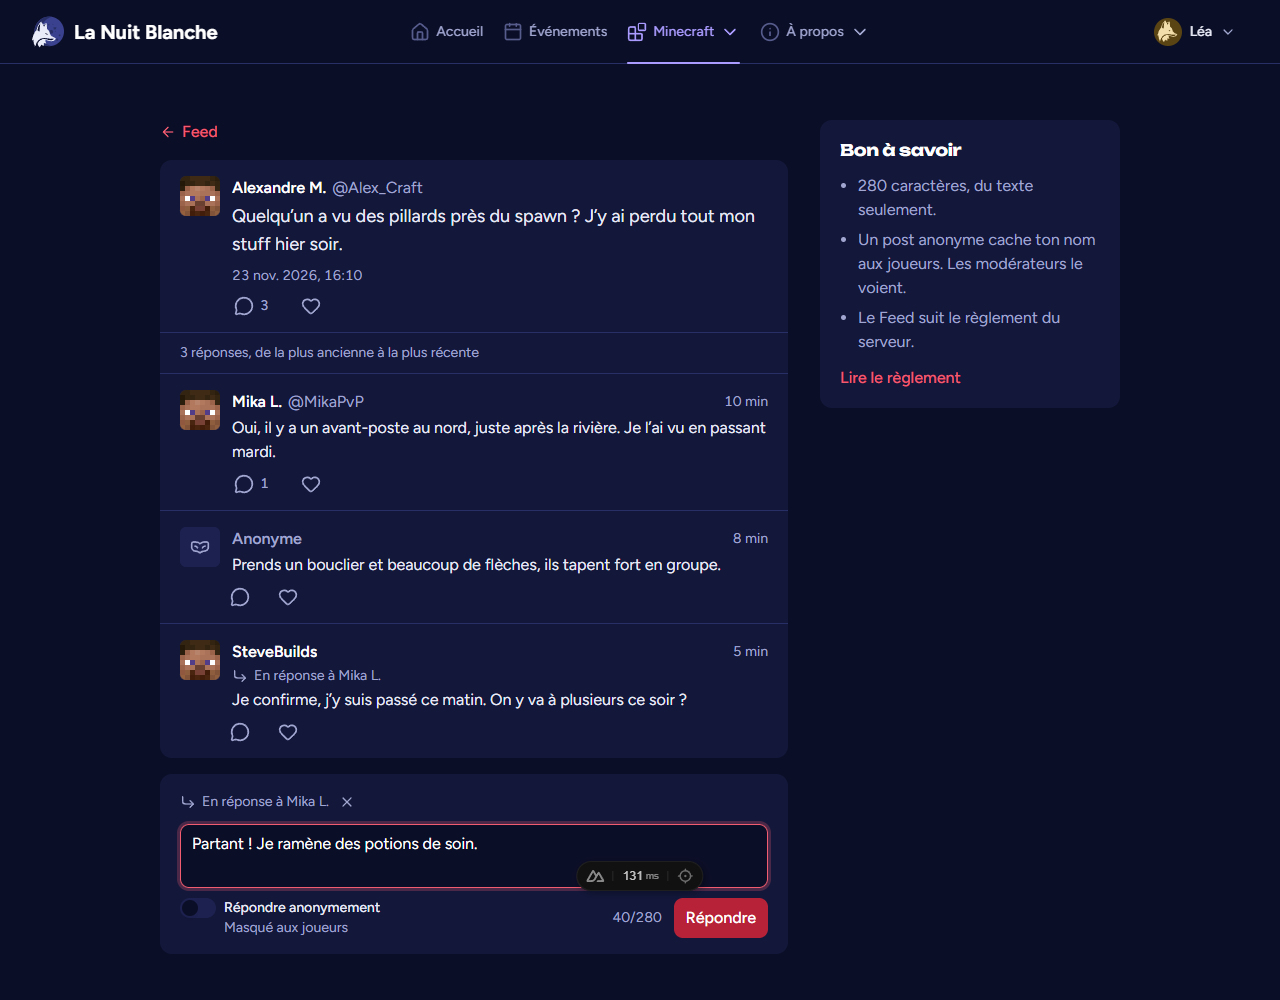 La Nuit Blanche
Accueil
Événements
Minecraft
À propos
Léa
Feed
Alexandre M. @Alex_Craft
Quelqu’un a vu des pillards près du spawn ? J’y ai perdu tout mon
stuff hier soir.
23 nov. 2026, 16:10
3
3 réponses, de la plus ancienne à la plus récente
Mika L. @MikaPvP
10 min
Oui, il y a un avant-poste au nord, juste après la rivière. Je l’ai vu en passant
mardi.
1
Anonyme
8 min
Prends un bouclier et beaucoup de flèches, ils tapent fort en groupe.
SteveBuilds
5 min
En réponse à Mika L.
Je confirme, j’y suis passé ce matin. On y va à plusieurs ce soir ?
En réponse à Mika L.
Partant ! Je ramène des potions de soin.
131 ms
Répondre anonymement
Masqué aux joueurs
40/280
Répondre
Bon à savoir
• 280 caractères, du texte
seulement.
• Un post anonyme cache ton nom
aux joueurs. Les modérateurs le
voient.
• Le Feed suit le règlement du
serveur.
Lire le règlement